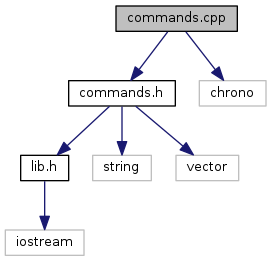 commands.cpp
commands.h
chrono
lib.h
string
vector
iostream